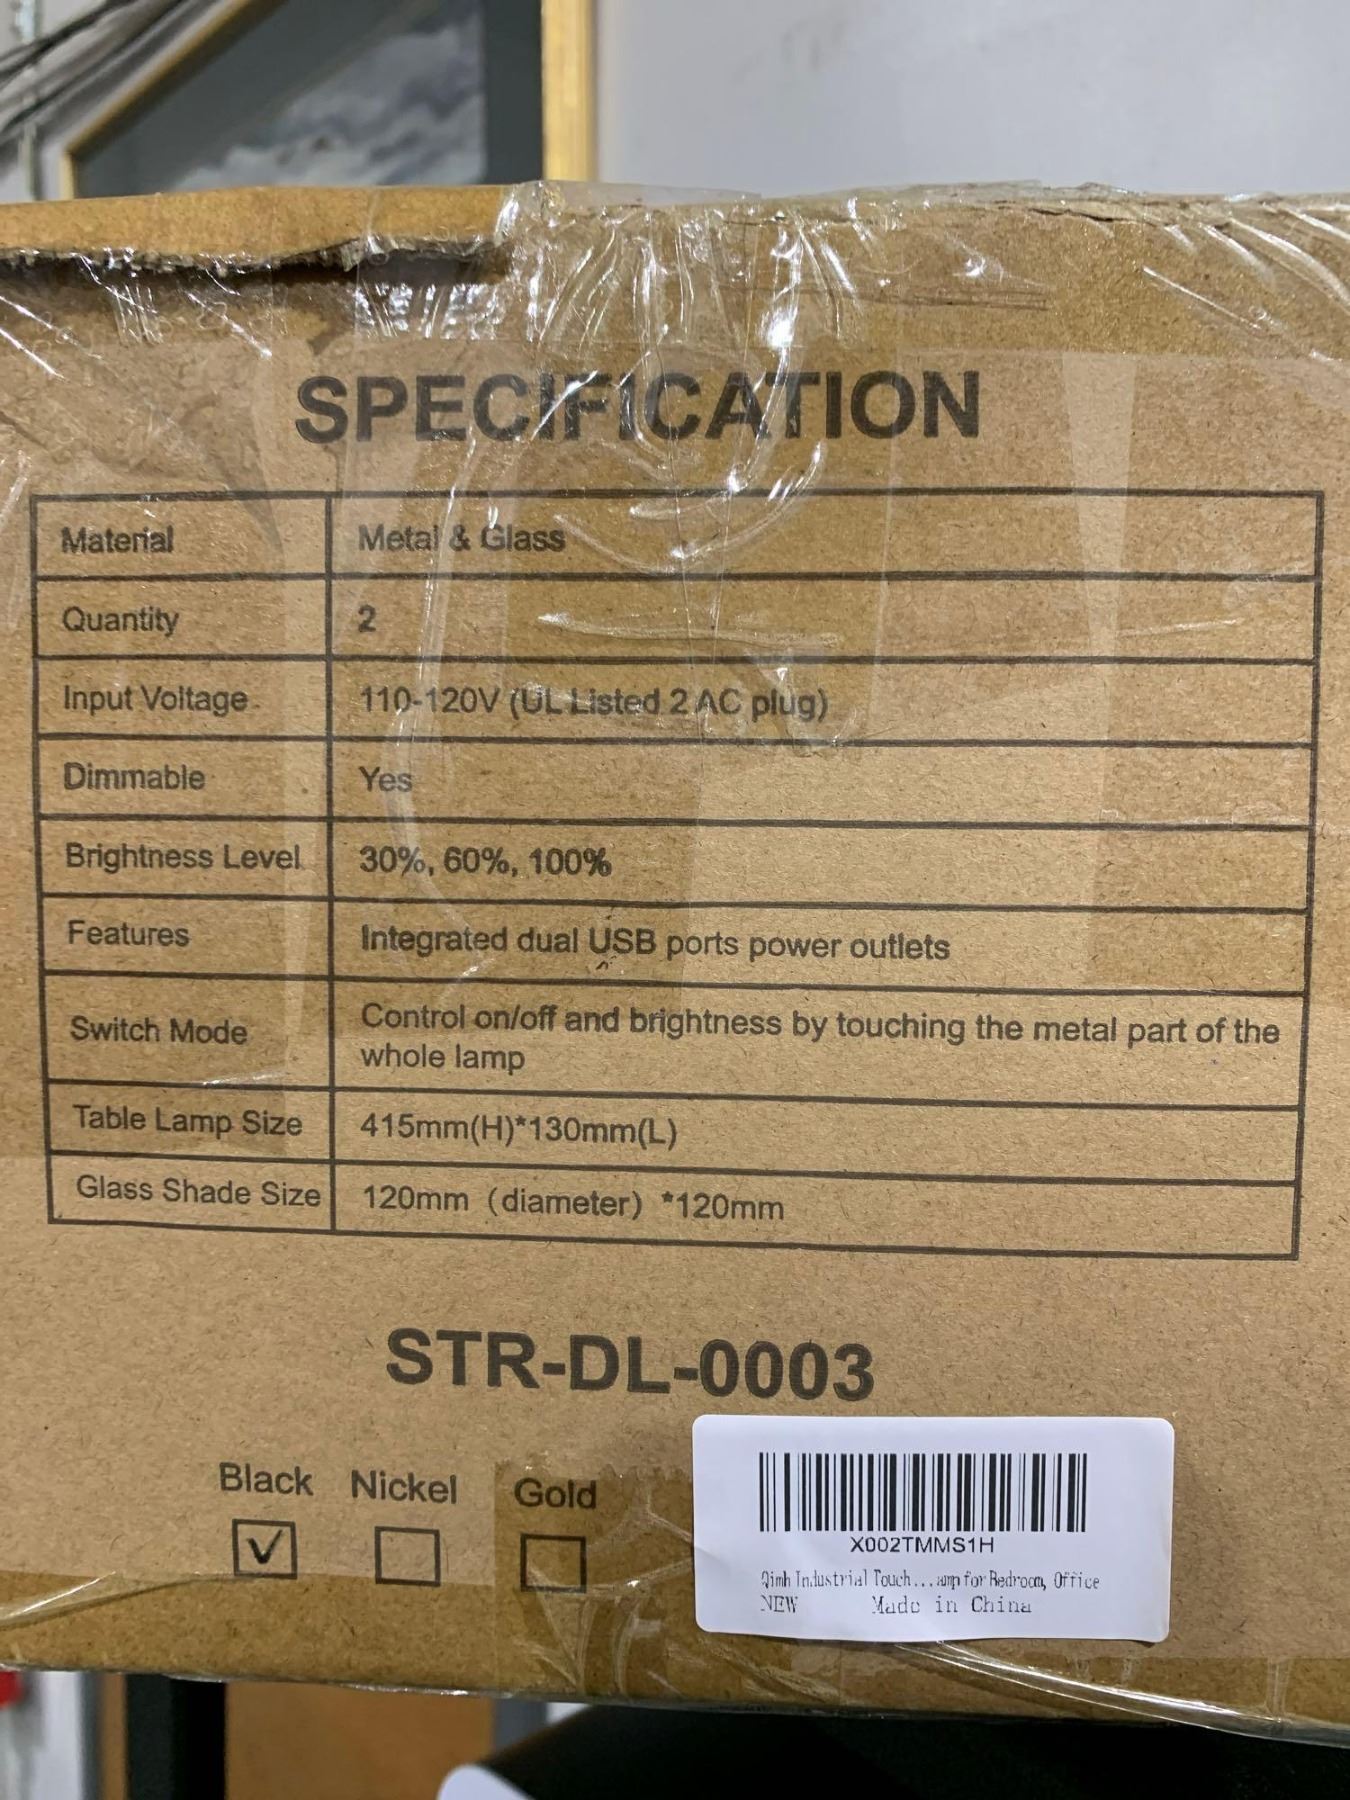 SPECIFICATION
Material Metal & Glass
Quantity 2
Input Voltage 110-120V (UL Listed 2 AC plug)
Dimmable Yes
Brightness Level 30%, 60%, 100%
Features Integrated dual USB ports power outlets
Switch Mode Control on/off and brightness by touching the metal part of the
whole lamp
Table Lamp Size 415mm(H)*130mm(L)
Glass Shade Size 120mm (diameter) *120mm
STR-DL-0003
Black Nickel Gold
X002TMMS1H
Qimh Industrial Touch...amp for Bedroom, Office
NEW Made in China